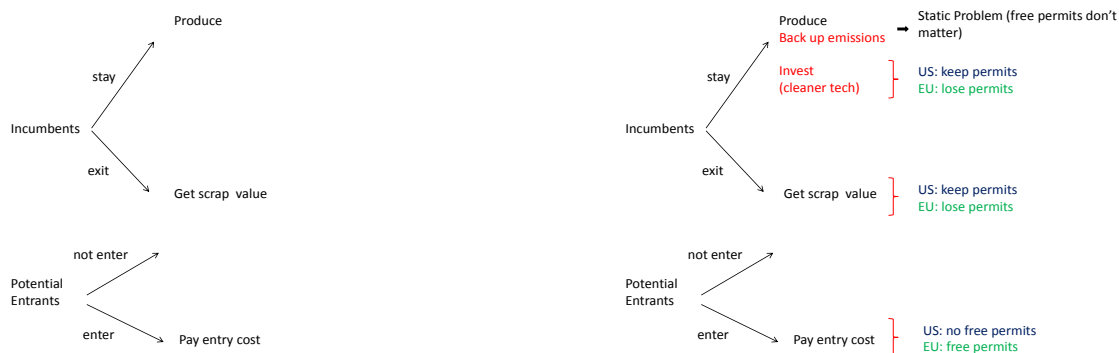 Produce
stay
Incumbents
exit
Get scrap value
not enter
Potential
Entrants
enter
Pay entry cost
Produce
Back up emissions
Static Problem (free permits don't
matter)
stay
Invest
(cleaner tech)
US: keep permits
EU: lose permits
Incumbents
exit
Get scrap value
US: keep permits
EU: lose permits
not enter
Potential
Entrants
enter
Pay entry cost
US: no free permits
EU: free permits